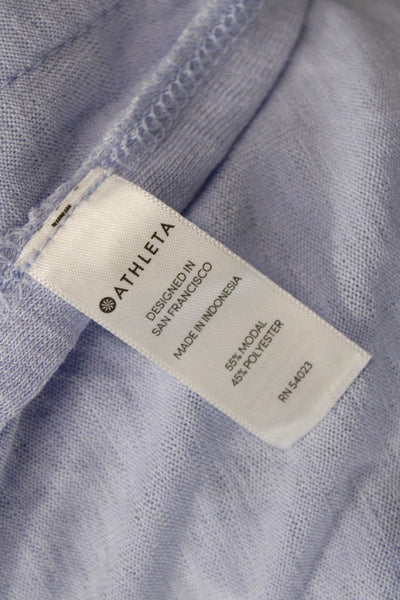 ATHLETA
DESIGNED IN
SAN FRANCISCO
MADE IN INDONESIA
55% MODAL
45% POLYESTER
RN 54023